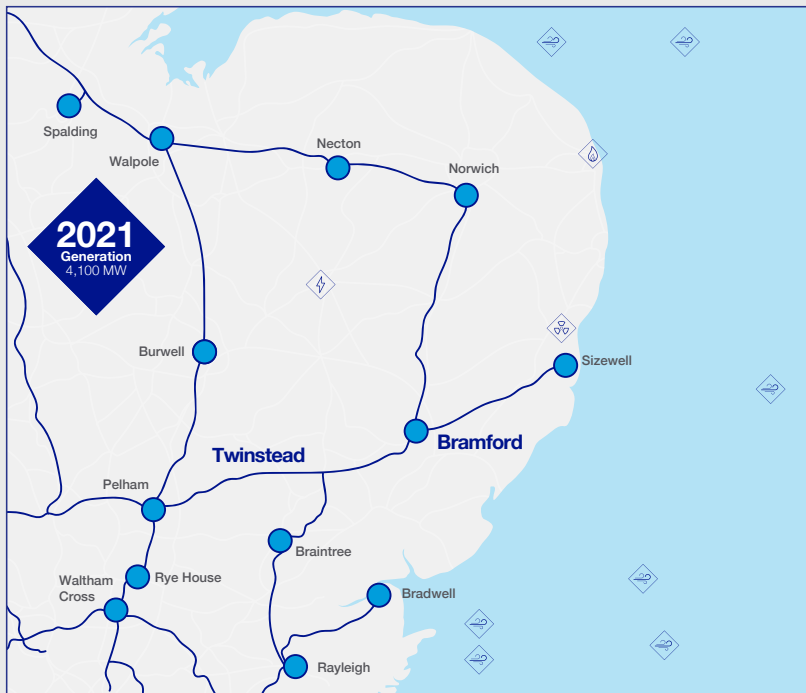 Spalding
Walpole
Necton
Norwich
2021
Generation
4,100 MW
Burwell
Sizewell
Twinstead
Bramford
Pelham
Braintree
Waltham
Cross
Rye House
Bradwell
Rayleigh